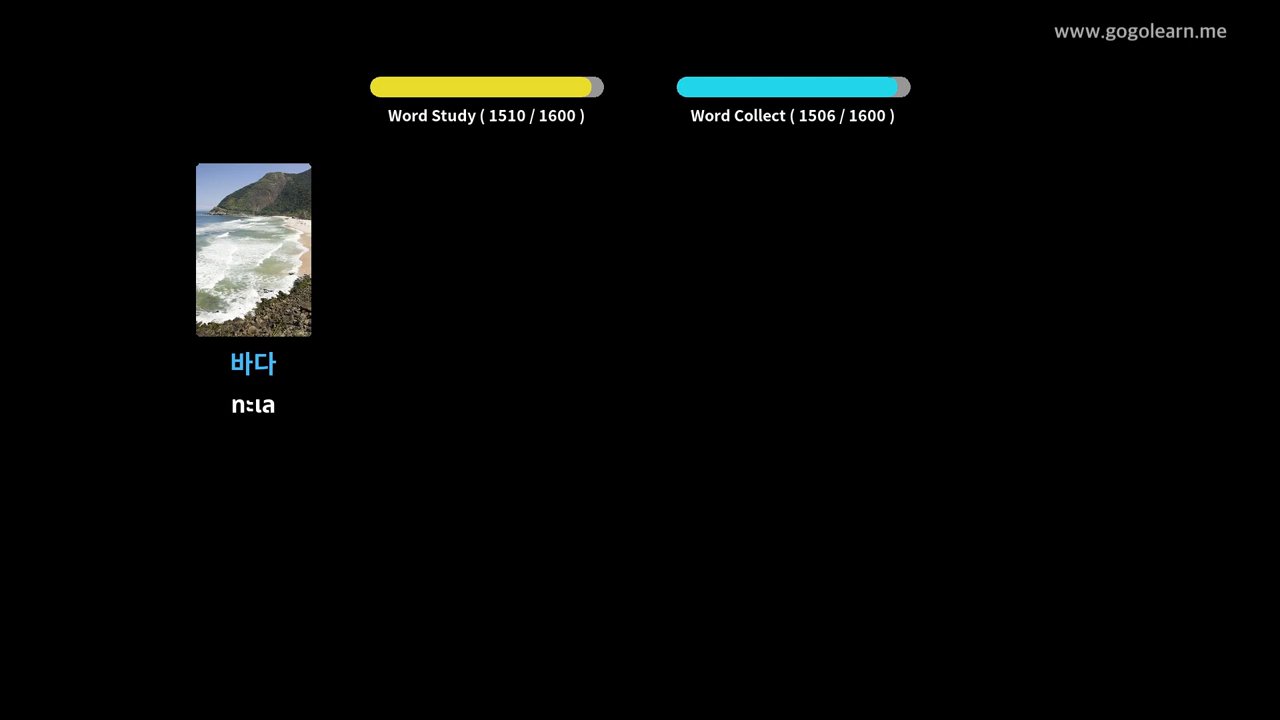 www.gogolearn.me
Word Study ( 1510 / 1600 )
Word Collect ( 1506 / 1600 )
바다
ทะเล